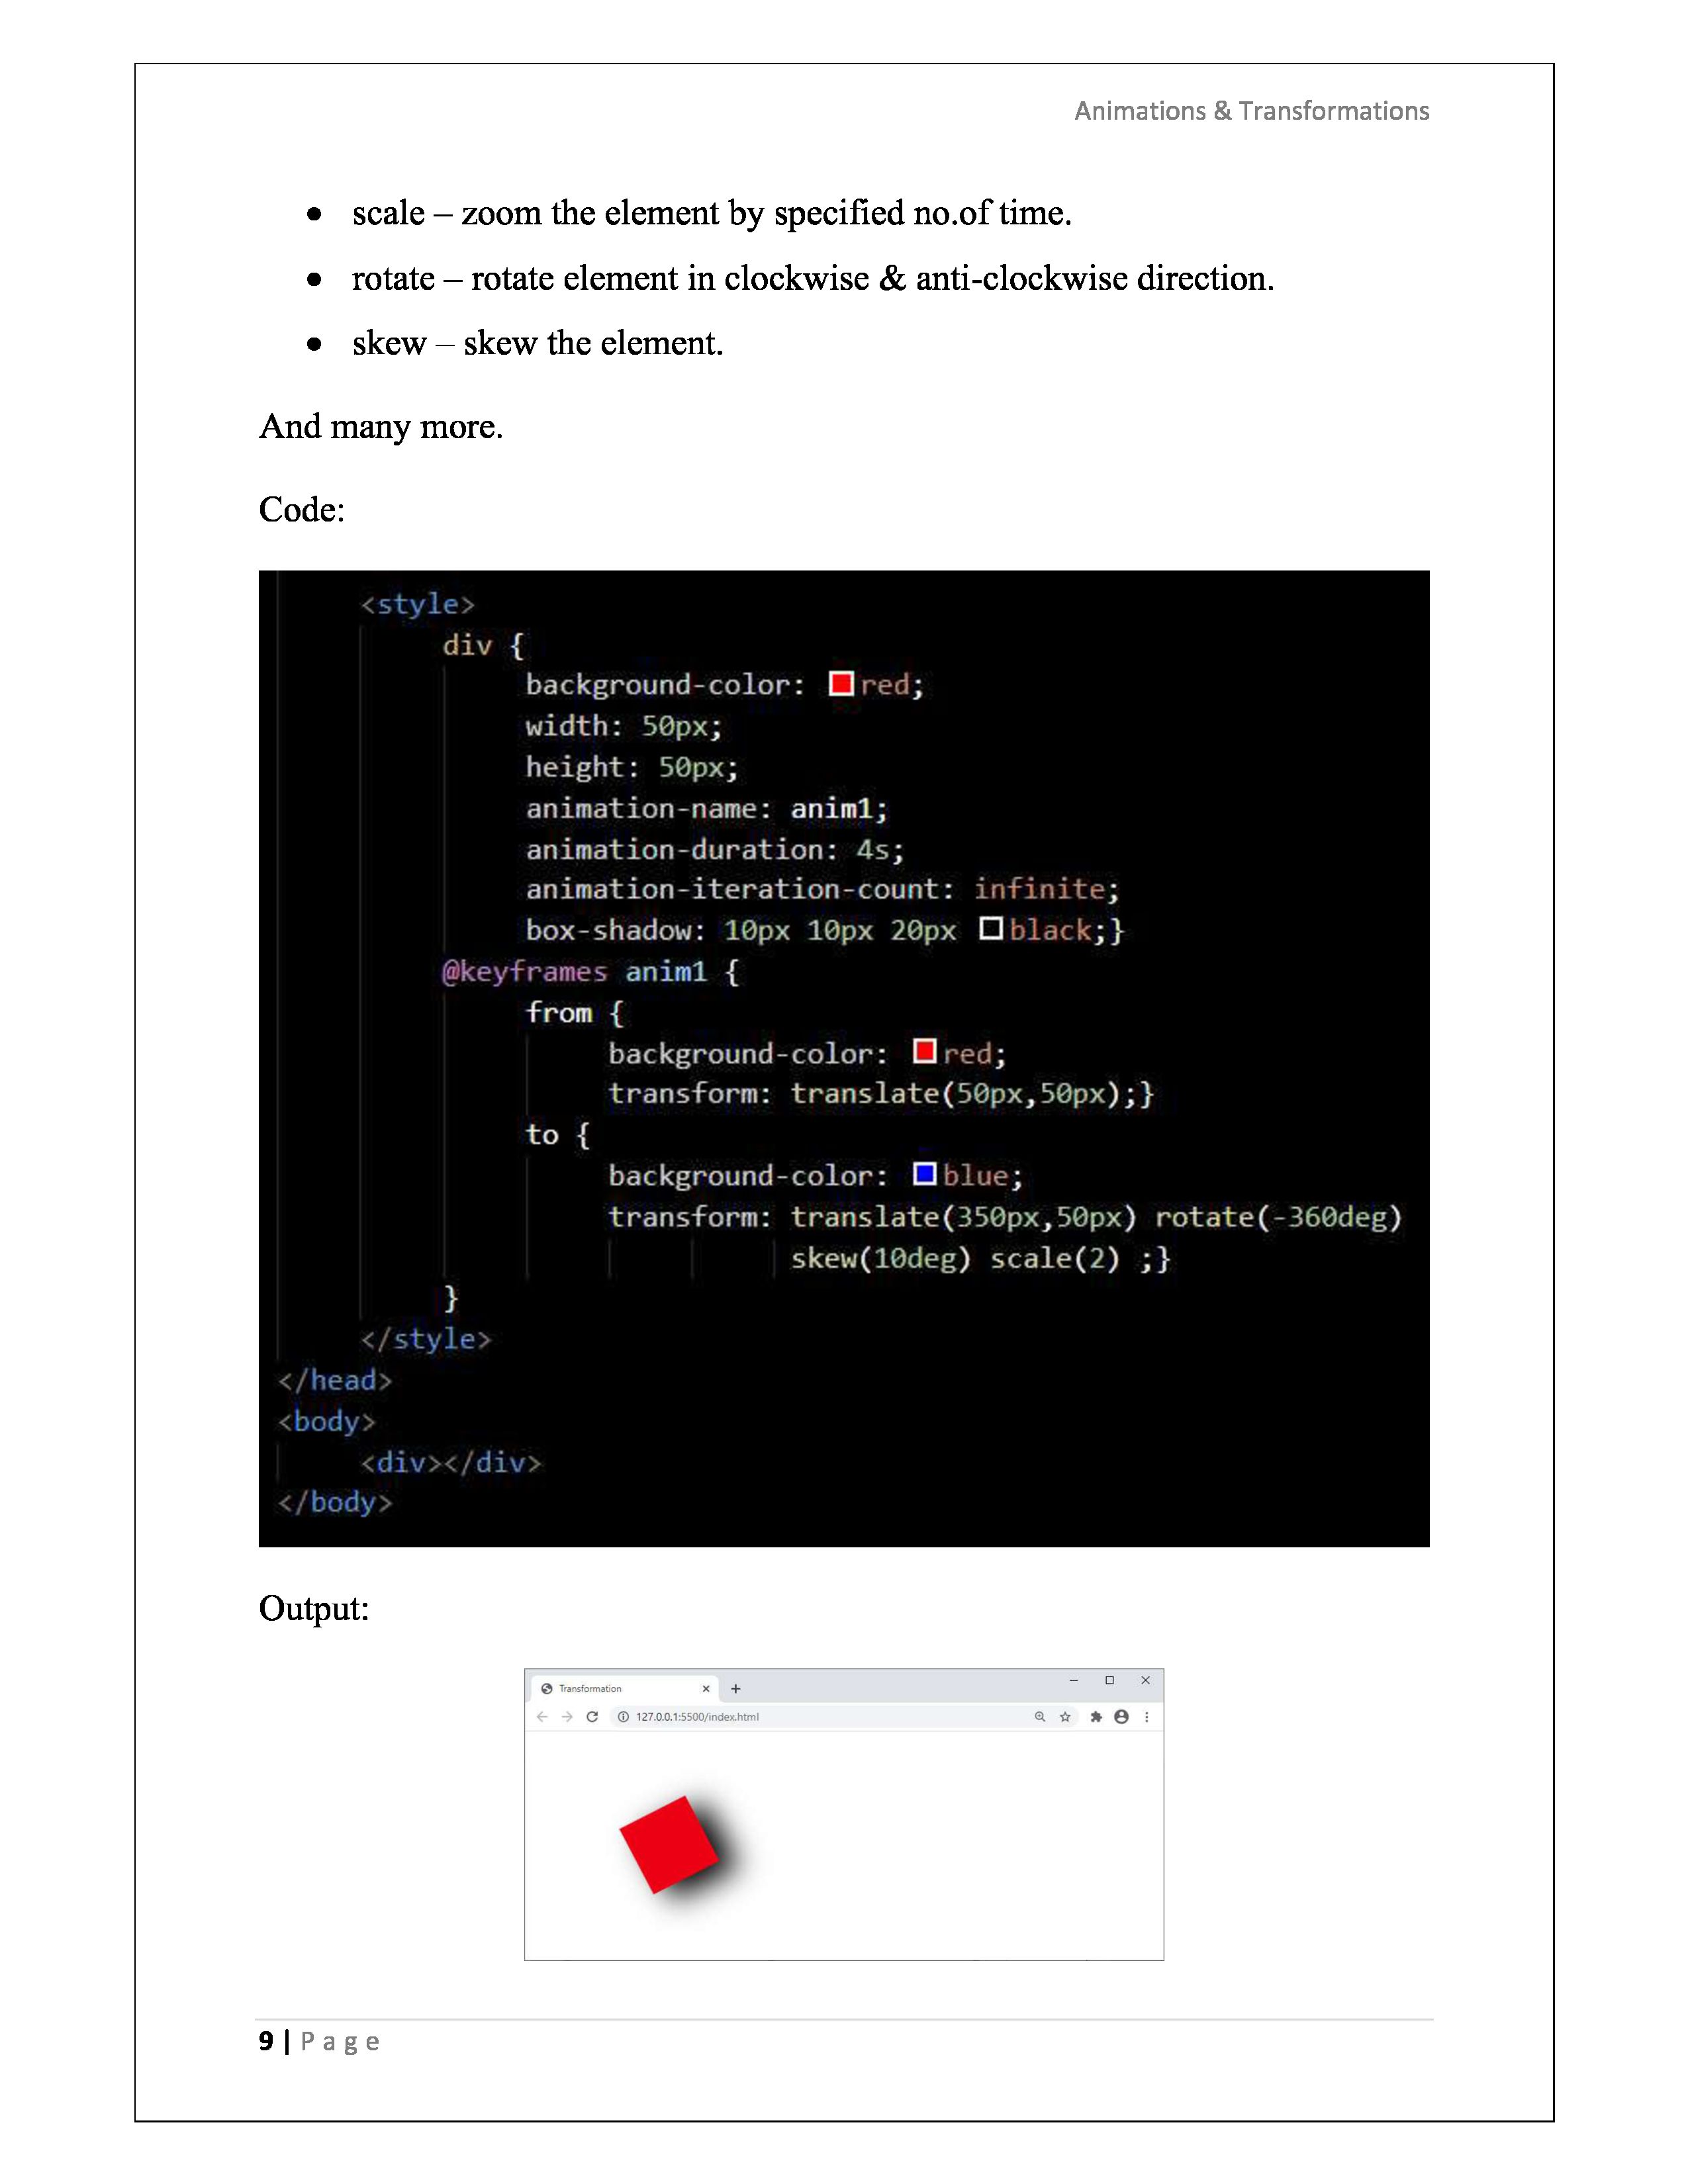 Animations & Transformations
• scale – zoom the element by specified no.of time.
• rotate – rotate element in clockwise & anti-clockwise direction.
• skew – skew the element.
And many more.
Code:
<style>
div {
background-color: red;
width: 50px;
height: 50px;
animation-name: anim1;
animation-duration: 4s;
animation-iteration-count: infinite;
box-shadow: 10px 10px 20px black;}
@keyframes anim1 {
from {
background-color: red;
transform: translate(50px,50px);}
to {
background-color: blue;
transform: translate(350px,50px) rotate(-360deg)
skew(10deg) scale(2) ;}
}
</style>
</head>
<body>
<div></div>
</body>
Output:
Transformation
127.0.0.1:5500/index.html
9 | Page